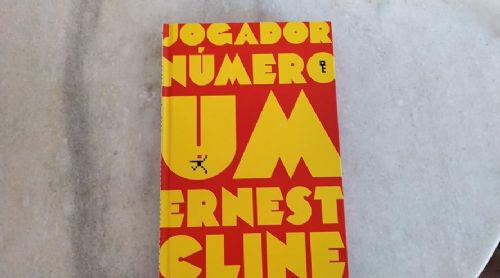 JOGADOR
NÚMERO
UM
ERNEST
CLINE